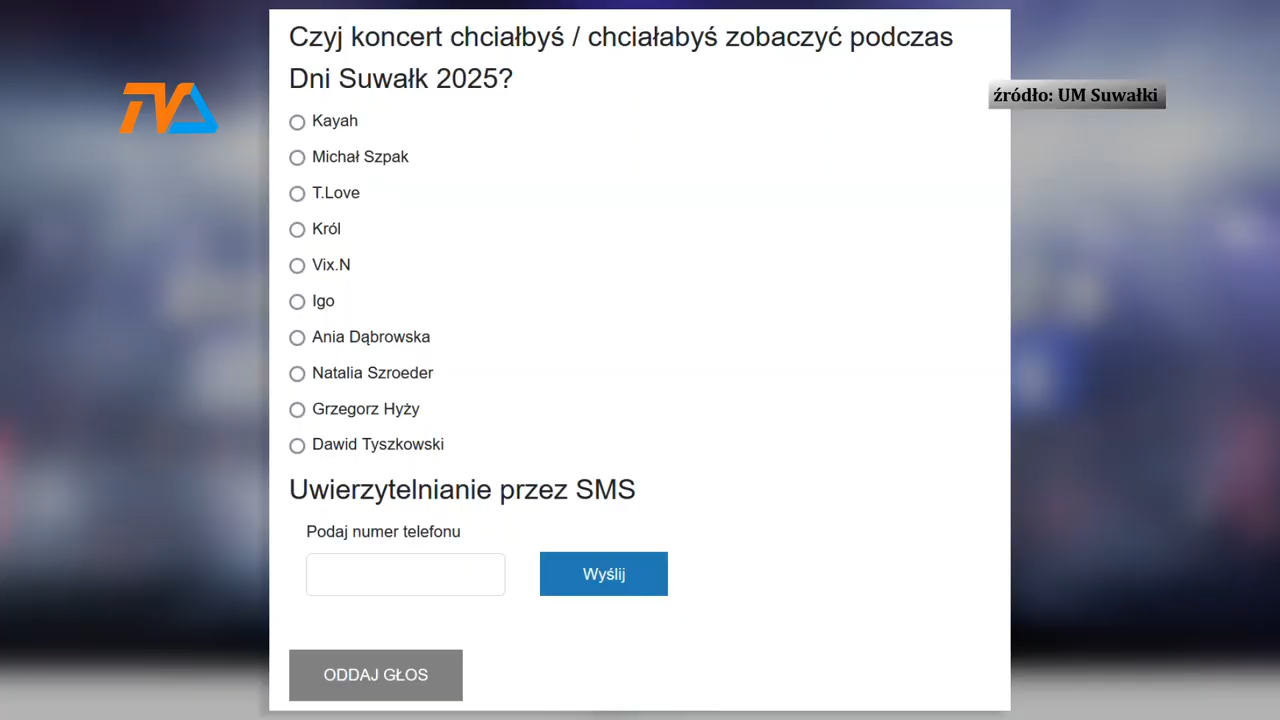 Czyj koncert chciałbyś / chciałabyś zobaczyć podczas
Dni Suwałk 2025?
TVA
źródło: UM Suwałki
Kayah
Michał Szpak
T.Love
Król
Vix.N
Igo
Ania Dąbrowska
Natalia Szroeder
Grzegorz Hyży
Dawid Tyszkowski
Uwierzytelnianie przez SMS
Podaj numer telefonu
Wyślij
ODDAJ GŁOS